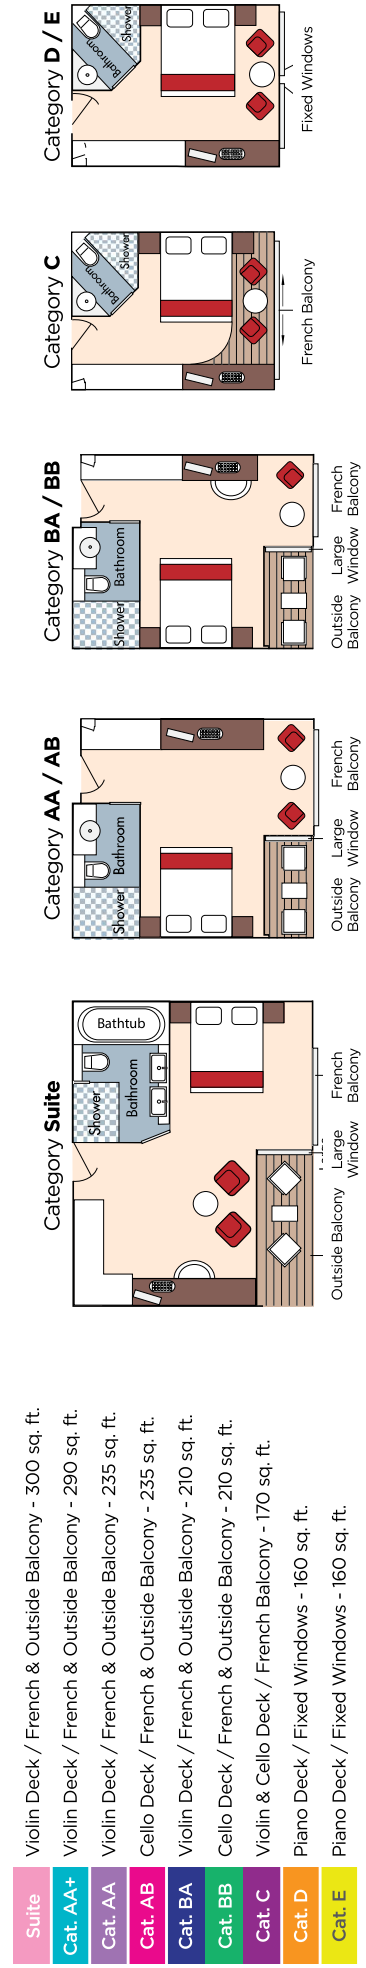 Suite Violin Deck / French & Outside Balcony - 300 sq. ft.
Cat. AA+ Violin Deck / French & Outside Balcony - 290 sq. ft.
Cat. AA Violin Deck / French & Outside Balcony - 235 sq. ft.
Cat. AB Cello Deck / French & Outside Balcony - 235 sq. ft.
Cat. BA Violin Deck / French & Outside Balcony - 210 sq. ft.
Cat. BB Cello Deck / French & Outside Balcony - 210 sq. ft.
Cat. C Violin & Cello Deck / French Balcony - 170 sq. ft.
Cat. D Piano Deck / Fixed Windows - 160 sq. ft.
Cat. E Piano Deck / Fixed Windows - 160 sq. ft.
Category Suite
Shower
Bathtub
Bathroom
Outside Balcony
Large
Window
French
Balcony
Category AA / AB
Shower
Bathroom
Outside
Balcony
Large
Window
French
Balcony
Category BA / BB
Shower
Bathroom
Outside
Balcony
Large
Window
French
Balcony
Category C
Bathroom
Shower
French Balcony
Category D / E
Bathroom
Shower
Fixed Windows